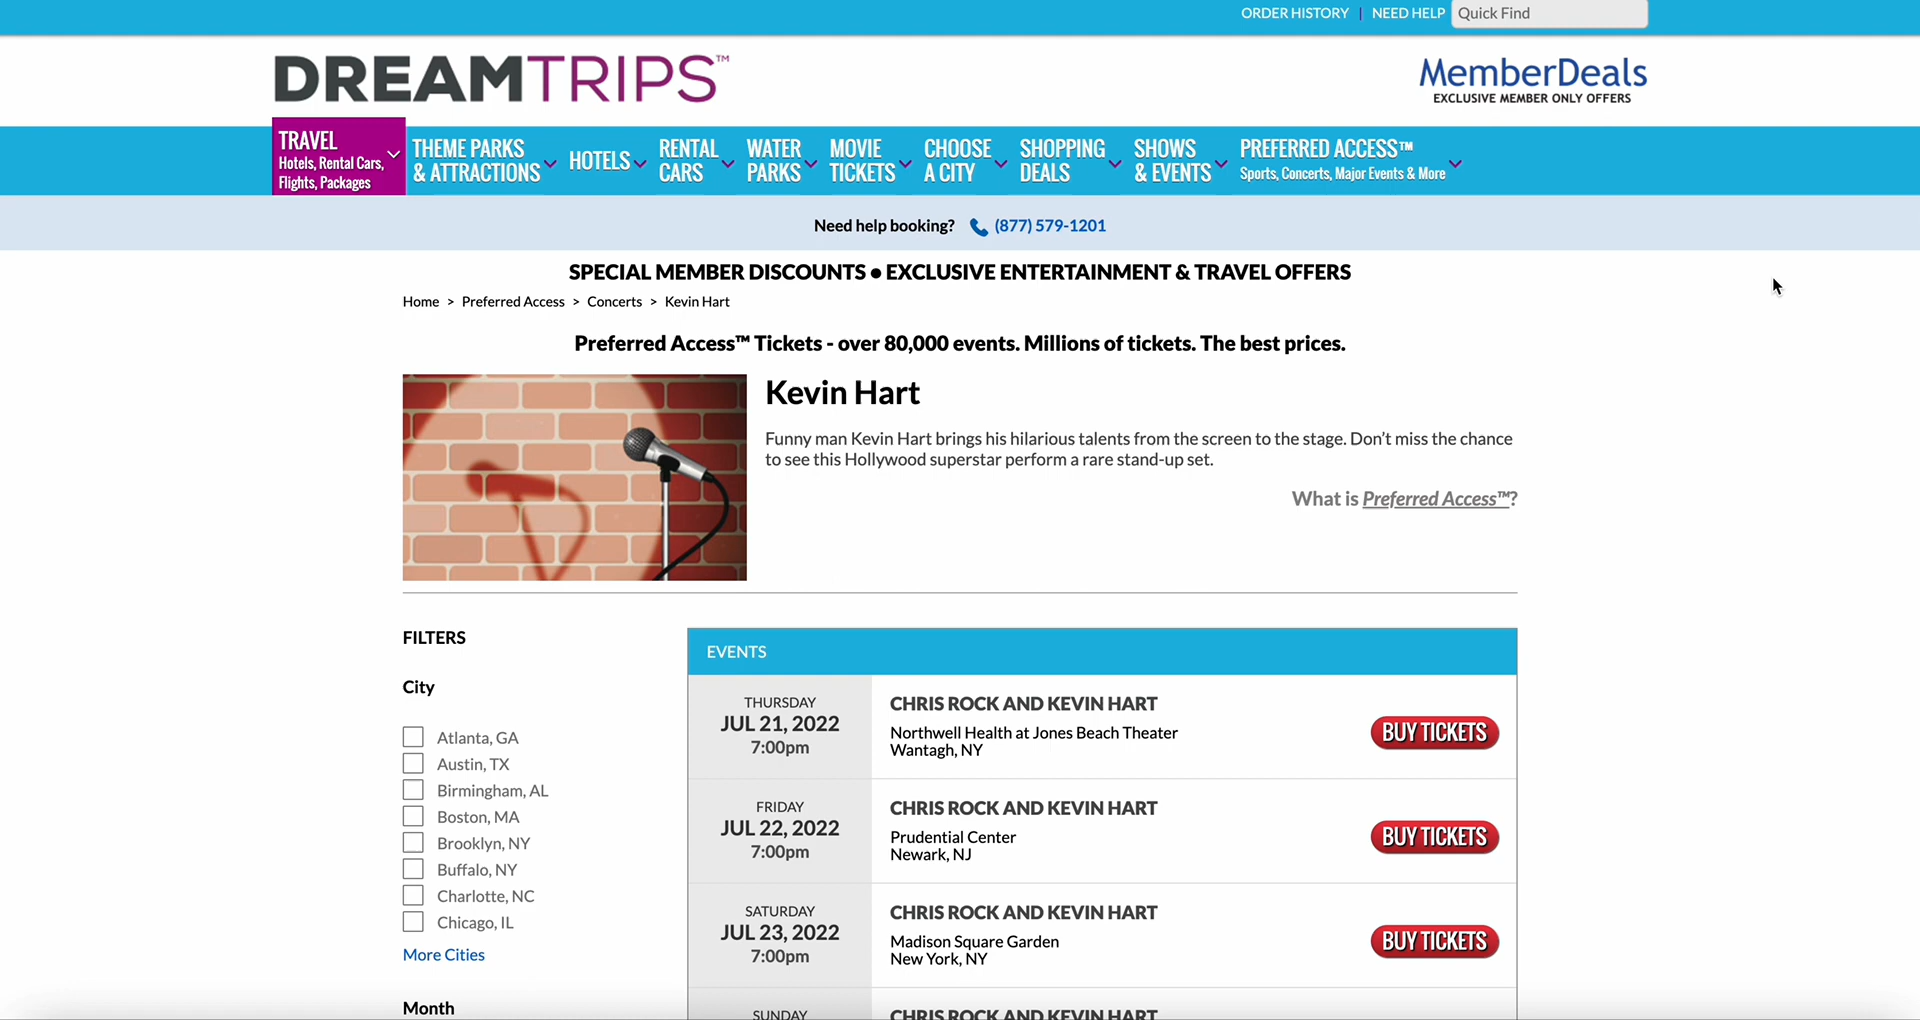 ORDER HISTORY | NEED HELP Quick Find
DREAMTRIPS™
MemberDeals
EXCLUSIVE MEMBER ONLY OFFERS
TRAVEL
Hotels, Rental Cars,
Flights, Packages
THEME PARKS
& ATTRACTIONS
HOTELS
RENTAL
CARS
WATER
PARKS
MOVIE
TICKETS
CHOOSE
A CITY
SHOPPING
DEALS
SHOWS
& EVENTS
PREFERRED ACCESS™
Sports, Concerts, Major Events & More
Need help booking? (877) 579-1201
SPECIAL MEMBER DISCOUNTS ● EXCLUSIVE ENTERTAINMENT & TRAVEL OFFERS
Home > Preferred Access > Concerts > Kevin Hart
Preferred Access™ Tickets - over 80,000 events. Millions of tickets. The best prices.
Kevin Hart
Funny man Kevin Hart brings his hilarious talents from the screen to the stage. Don't miss the chance
to see this Hollywood superstar perform a rare stand-up set.
What is Preferred Access™?
FILTERS
City
Atlanta, GA
Austin, TX
Birmingham, AL
Boston, MA
Brooklyn, NY
Buffalo, NY
Charlotte, NC
Chicago, IL
More Cities
Month
EVENTS
THURSDAY
JUL 21, 2022
7:00pm
CHRIS ROCK AND KEVIN HART
Northwell Health at Jones Beach Theater
Wantagh, NY
BUY TICKETS
FRIDAY
JUL 22, 2022
7:00pm
CHRIS ROCK AND KEVIN HART
Prudential Center
Newark, NJ
BUY TICKETS
SATURDAY
JUL 23, 2022
7:00pm
CHRIS ROCK AND KEVIN HART
Madison Square Garden
New York, NY
BUY TICKETS
SUNDAY
CHRIS ROCK AND KEVIN HART